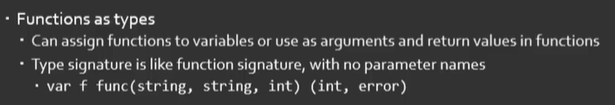 • Functions as types
• Can assign functions to variables or use as arguments and return values in functions
• Type signature is like function signature, with no parameter names
• var f func(string, string, int) (int, error)